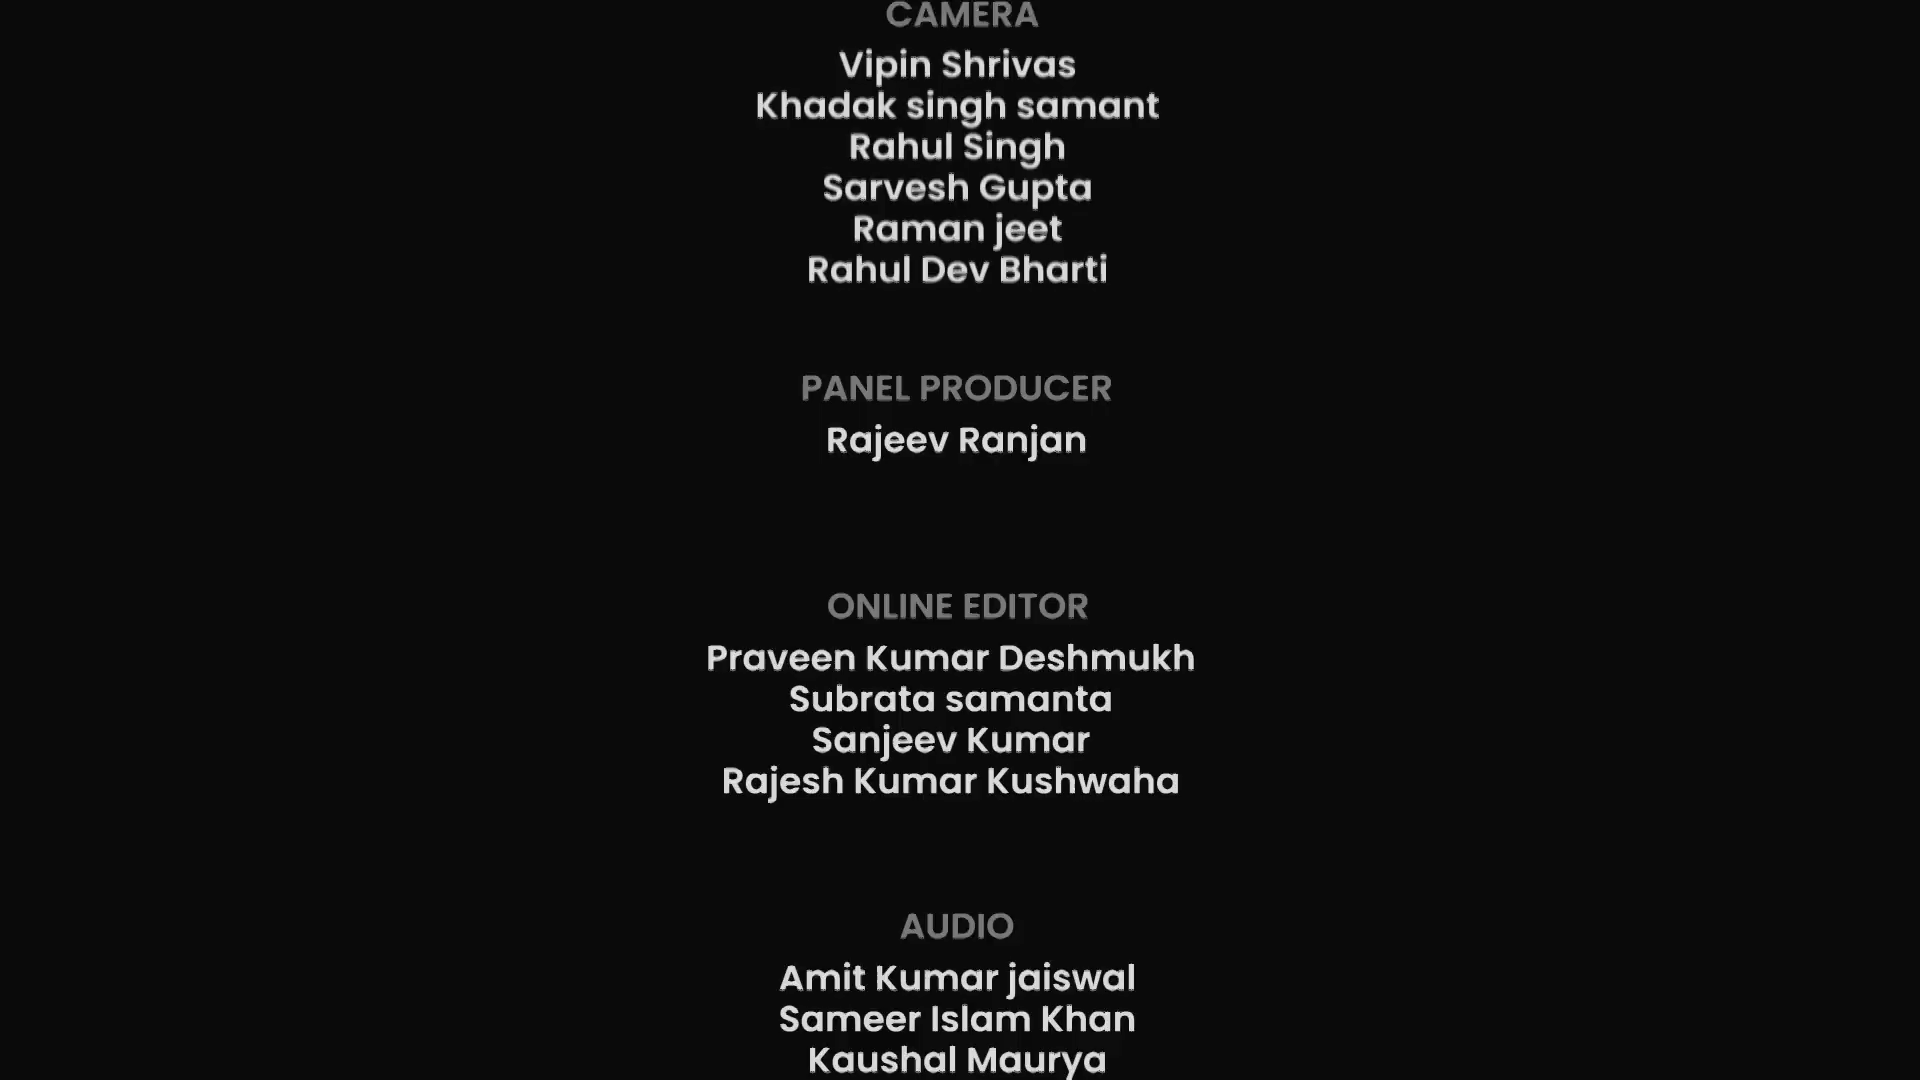 CAMERA
Vipin Shrivas
Khadak singh samant
Rahul Singh
Sarvesh Gupta
Raman jeet
Rahul Dev Bharti
PANEL PRODUCER
Rajeev Ranjan
ONLINE EDITOR
Praveen Kumar Deshmukh
Subrata samanta
Sanjeev Kumar
Rajesh Kumar Kushwaha
AUDIO
Amit Kumar jaiswal
Sameer Islam Khan
Kaushal Maurya